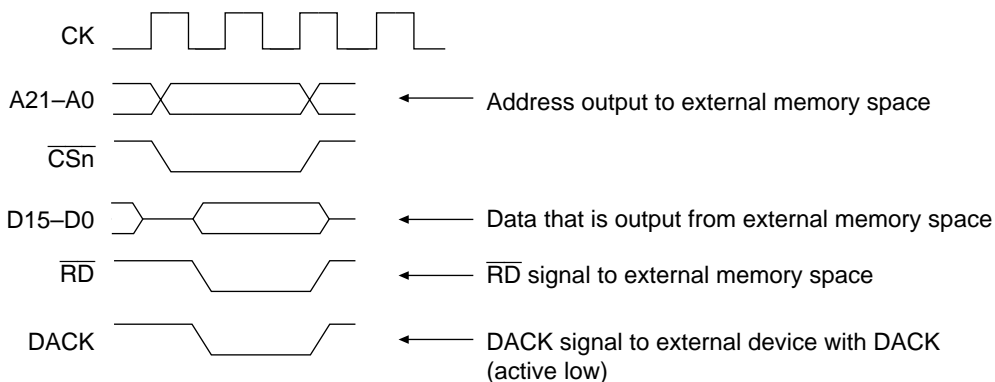 CK
A21–A0
Address output to external memory space
CSn
D15–D0
Data that is output from external memory space
RD
RD signal to external memory space
DACK
DACK signal to external device with DACK
(active low)